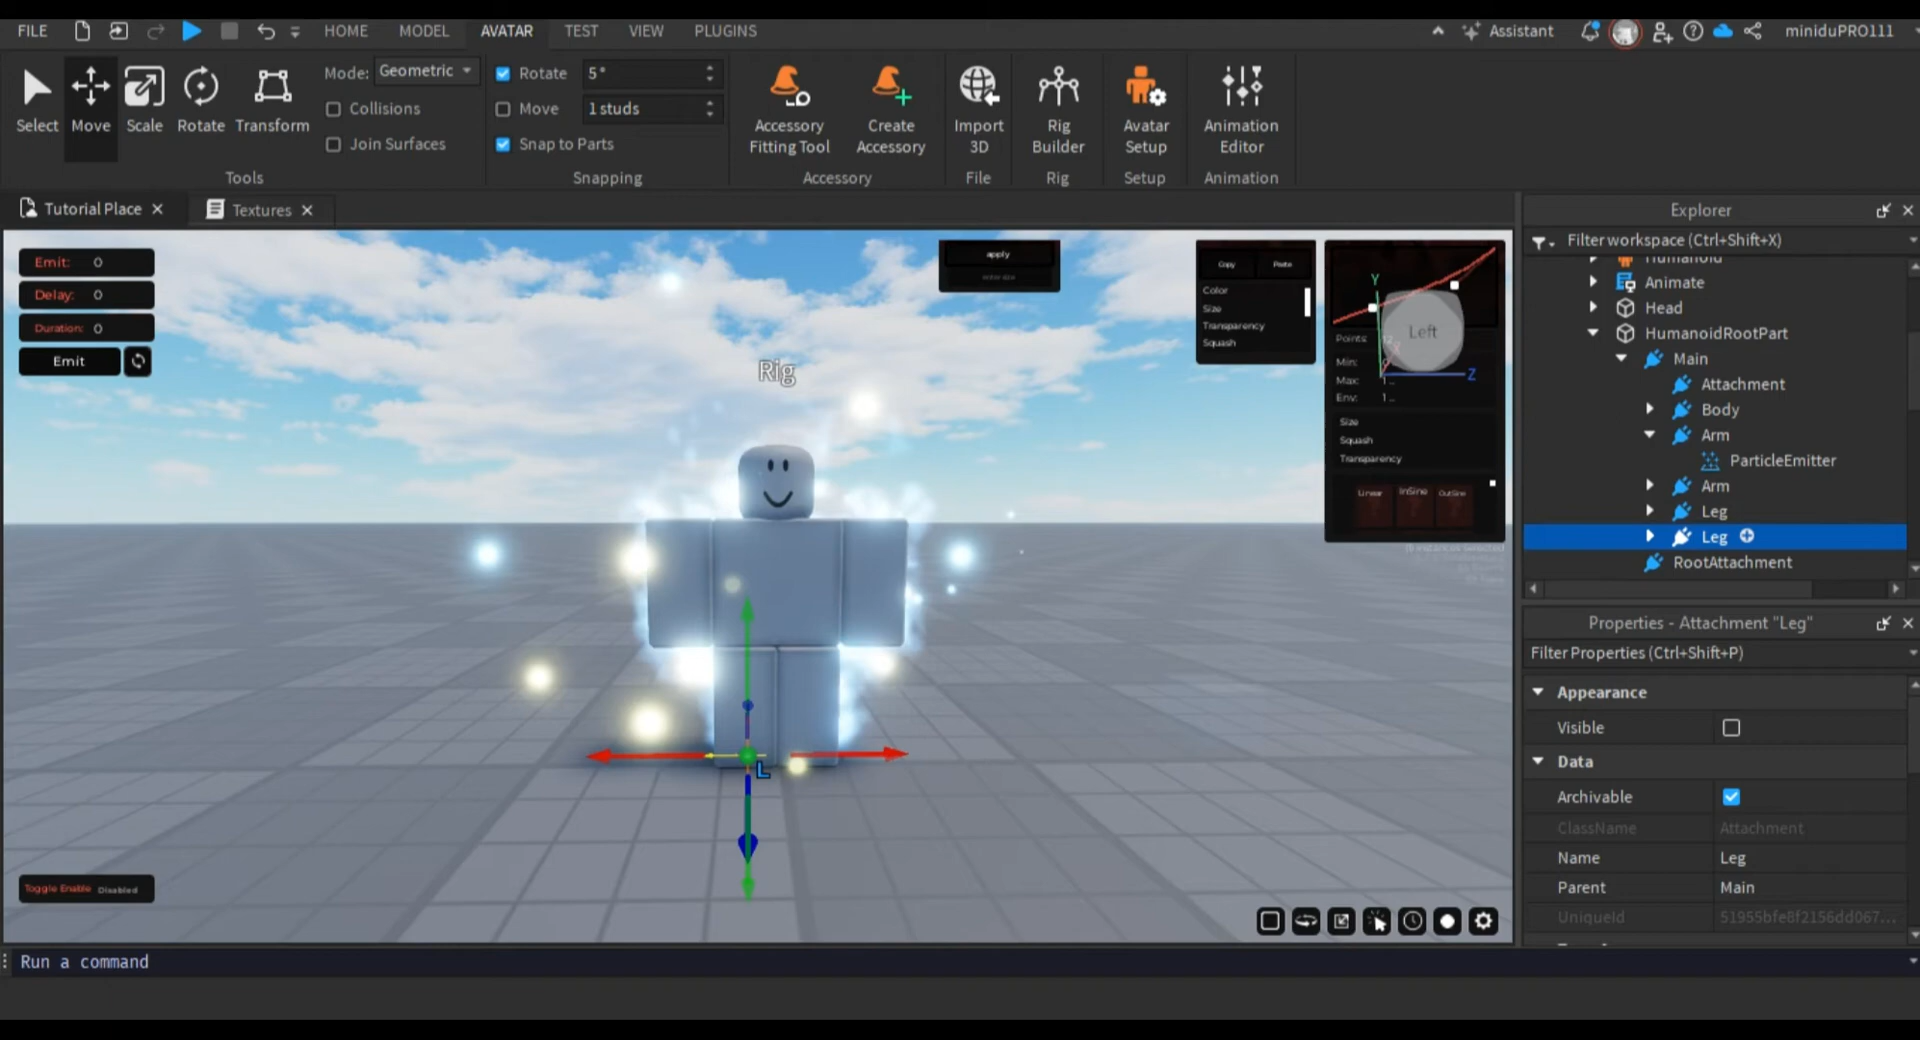 FILE HOME MODEL AVATAR TEST VIEW PLUGINS Assistant miniduPRO111
Select Move Scale Rotate Transform
Mode: Geometric
Collisions
Join Surfaces
Tools
Rotate 5°
Move 1 studs
Snap to Parts
Snapping
Accessory Fitting Tool
Create Accessory
Accessory
Import 3D
File
Rig Builder
Rig
Avatar Setup
Setup
Animation Editor
Animation
Tutorial Place
Textures
Emit: 0
Delay: 0
Duration: 0
Emit
Rig
apply
Copy Paste
Color
Size
Transparency
Squash
Y
Left
Z
Points:
Min:
Max: 1 ..
Env: 1 ..
Size
Squash
Transparency
Linear InSine OutSine
L
Toggle Enable Disabled
Run a command
Explorer
Filter workspace (Ctrl+Shift+X)
Humanoid
Animate
Head
HumanoidRootPart
Main
Attachment
Body
Arm
ParticleEmitter
Arm
Leg
Leg
RootAttachment
Properties - Attachment "Leg"
Filter Properties (Ctrl+Shift+P)
Appearance
Visible
Data
Archivable
ClassName Attachment
Name Leg
Parent Main
UniqueId 51955bfe8f2156dd067...